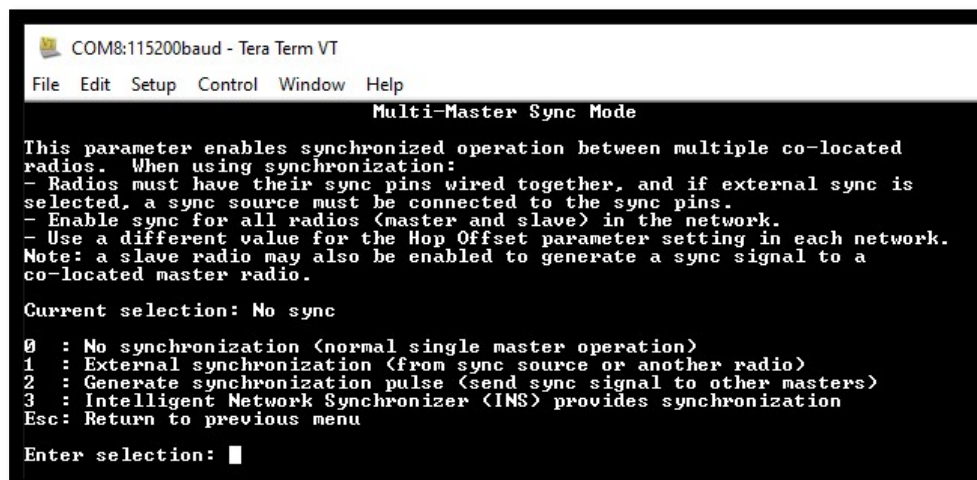 COM8:115200baud - Tera Term VT
File Edit Setup Control Window Help
Multi-Master Sync Mode
This parameter enables synchronized operation between multiple co-located
radios.  When using synchronization:
- Radios must have their sync pins wired together, and if external sync is
selected, a sync source must be connected to the sync pins.
- Enable sync for all radios (master and slave) in the network.
- Use a different value for the Hop Offset parameter setting in each network.
Note: a slave radio may also be enabled to generate a sync signal to a
co-located master radio.
Current selection: No sync
0  : No synchronization (normal single master operation)
1  : External synchronization (from sync source or another radio)
2  : Generate synchronization pulse (send sync signal to other masters)
3  : Intelligent Network Synchronizer (INS) provides synchronization
Esc: Return to previous menu
Enter selection: